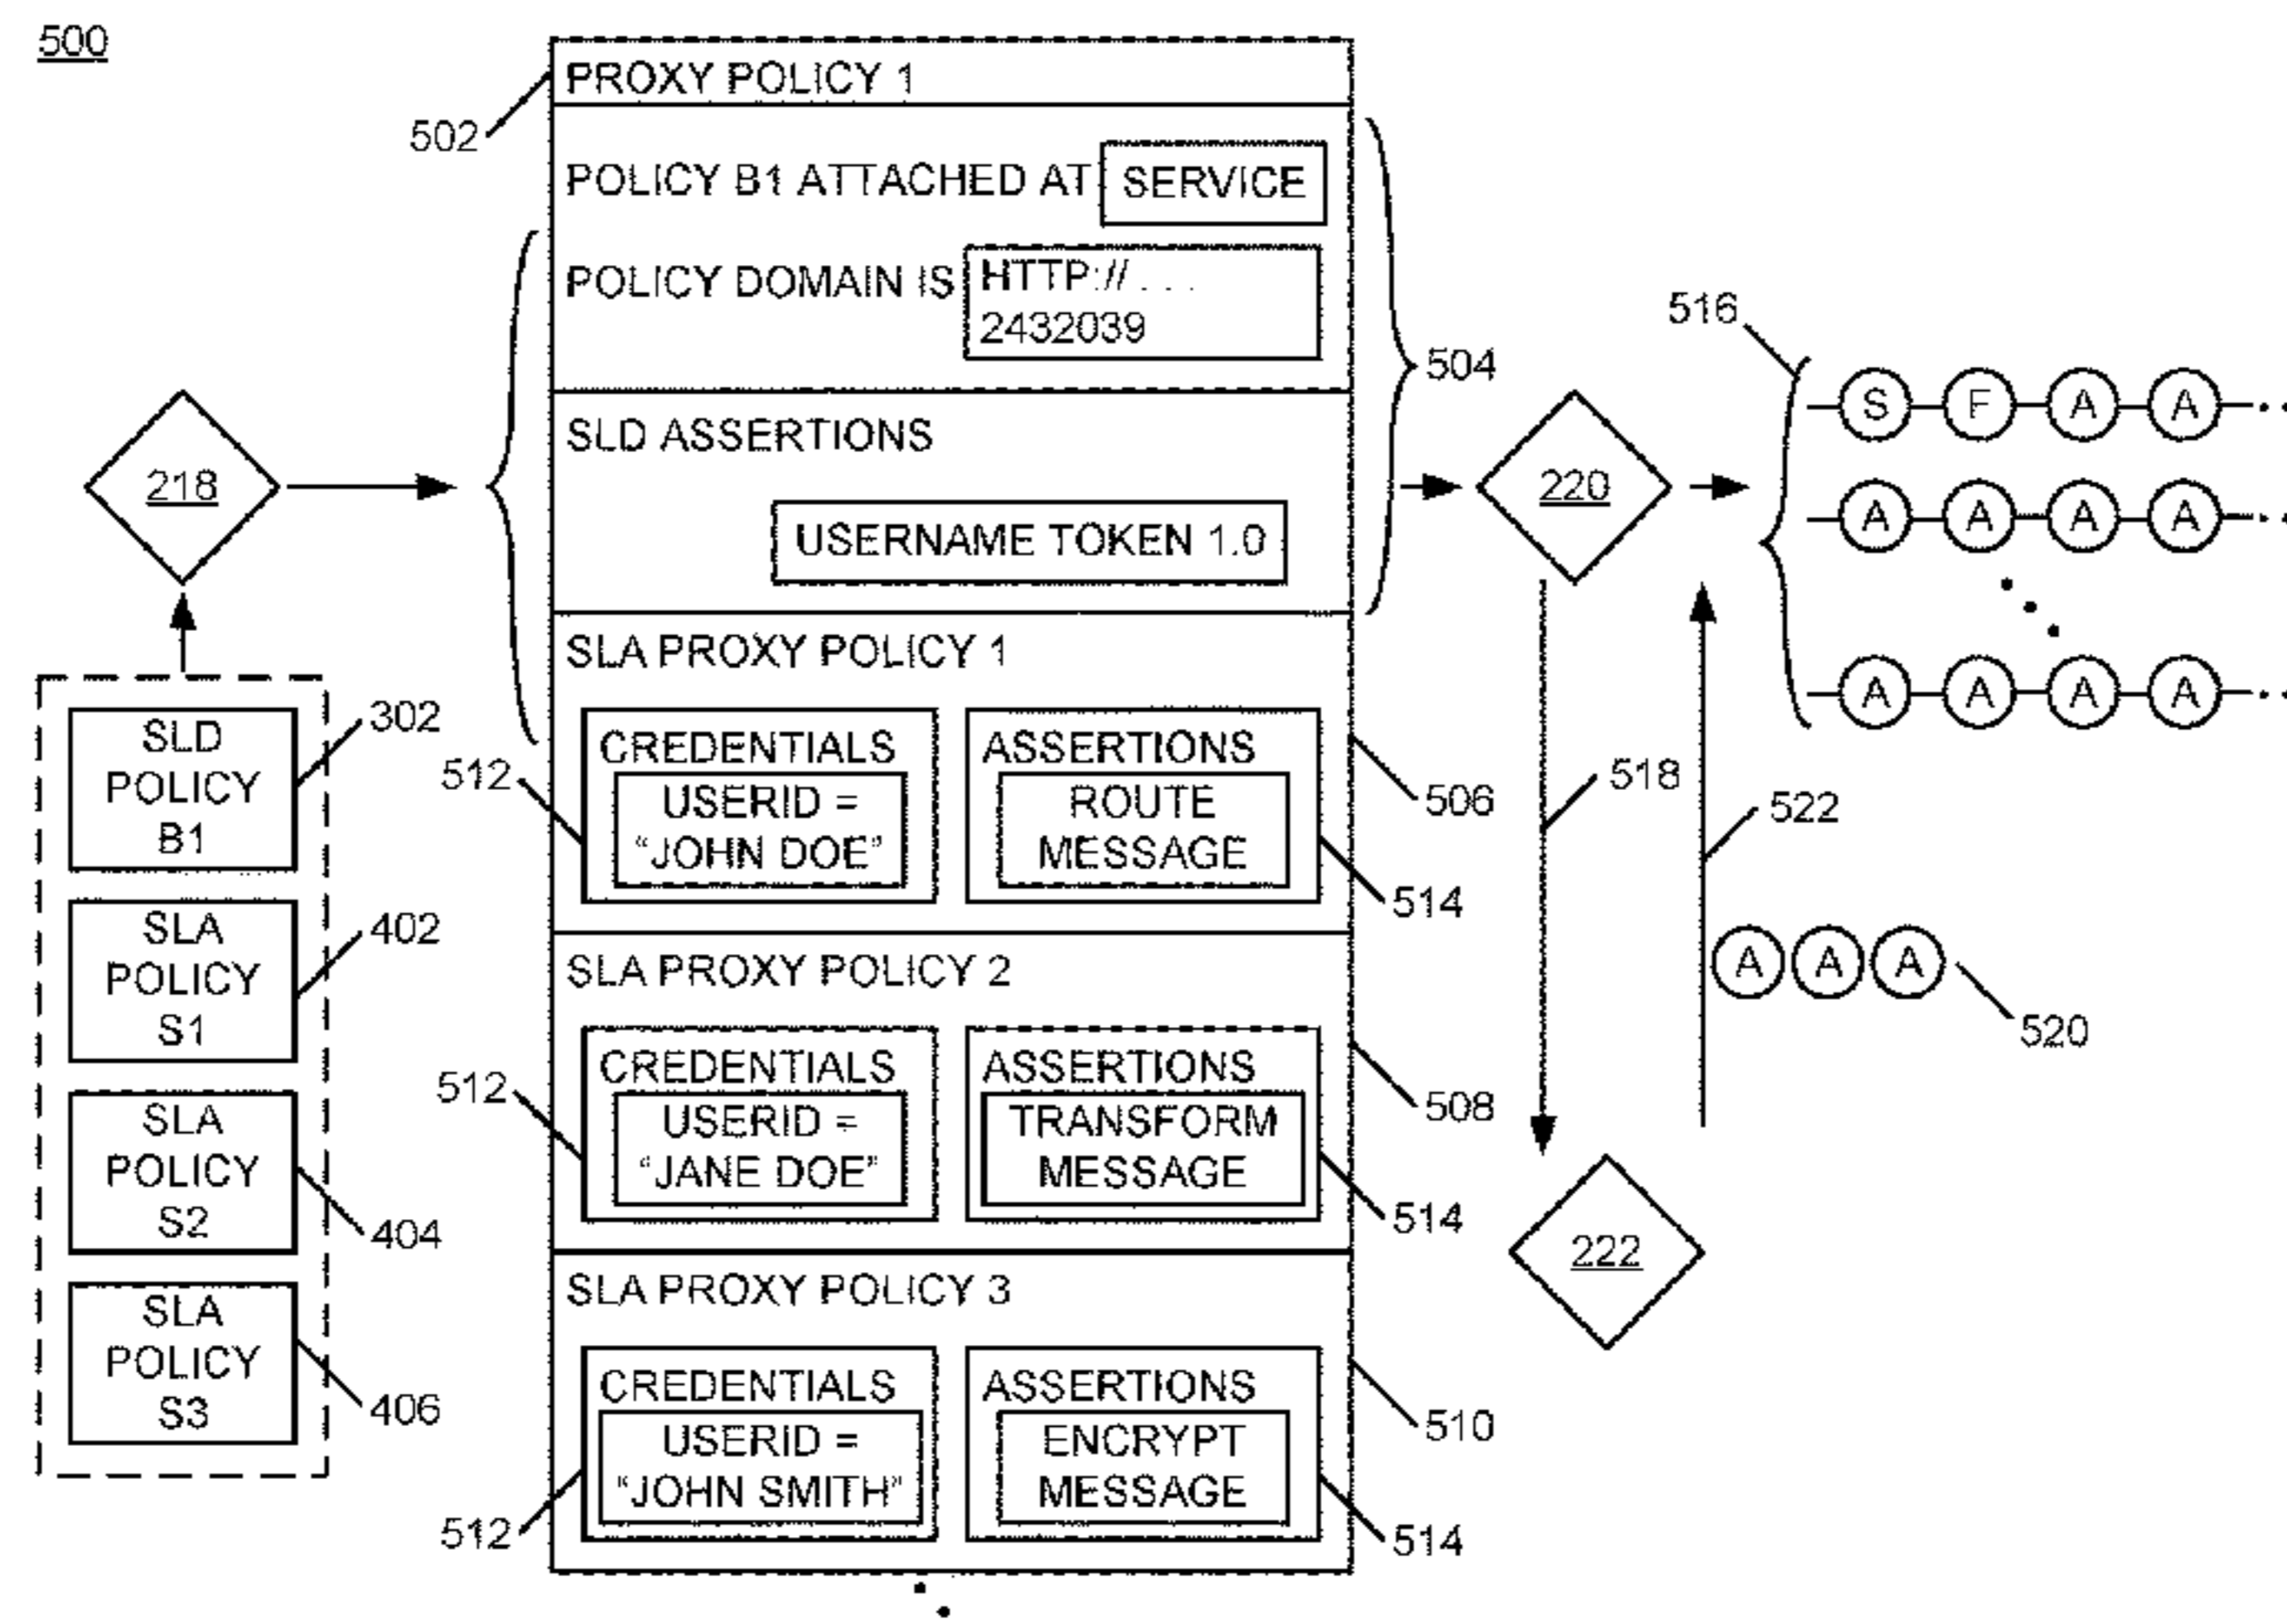 500
PROXY POLICY 1
502
POLICY B1 ATTACHED AT SERVICE
POLICY DOMAIN IS HTTP:// . . .
2432039
504
SLD ASSERTIONS
USERNAME TOKEN 1.0
218
220
516
S F A A
A A A A
A A A A
SLD
POLICY
B1
302
SLA
POLICY
S1
402
SLA
POLICY
S2
404
SLA
POLICY
S3
406
SLA PROXY POLICY 1
CREDENTIALS
USERID =
“JOHN DOE”
512
ASSERTIONS
ROUTE
MESSAGE
506
514
SLA PROXY POLICY 2
CREDENTIALS
USERID =
“JANE DOE”
512
ASSERTIONS
TRANSFORM
MESSAGE
508
514
SLA PROXY POLICY 3
CREDENTIALS
USERID =
“JOHN SMITH”
512
ASSERTIONS
ENCRYPT
MESSAGE
510
514
518
522
A A A
520
222